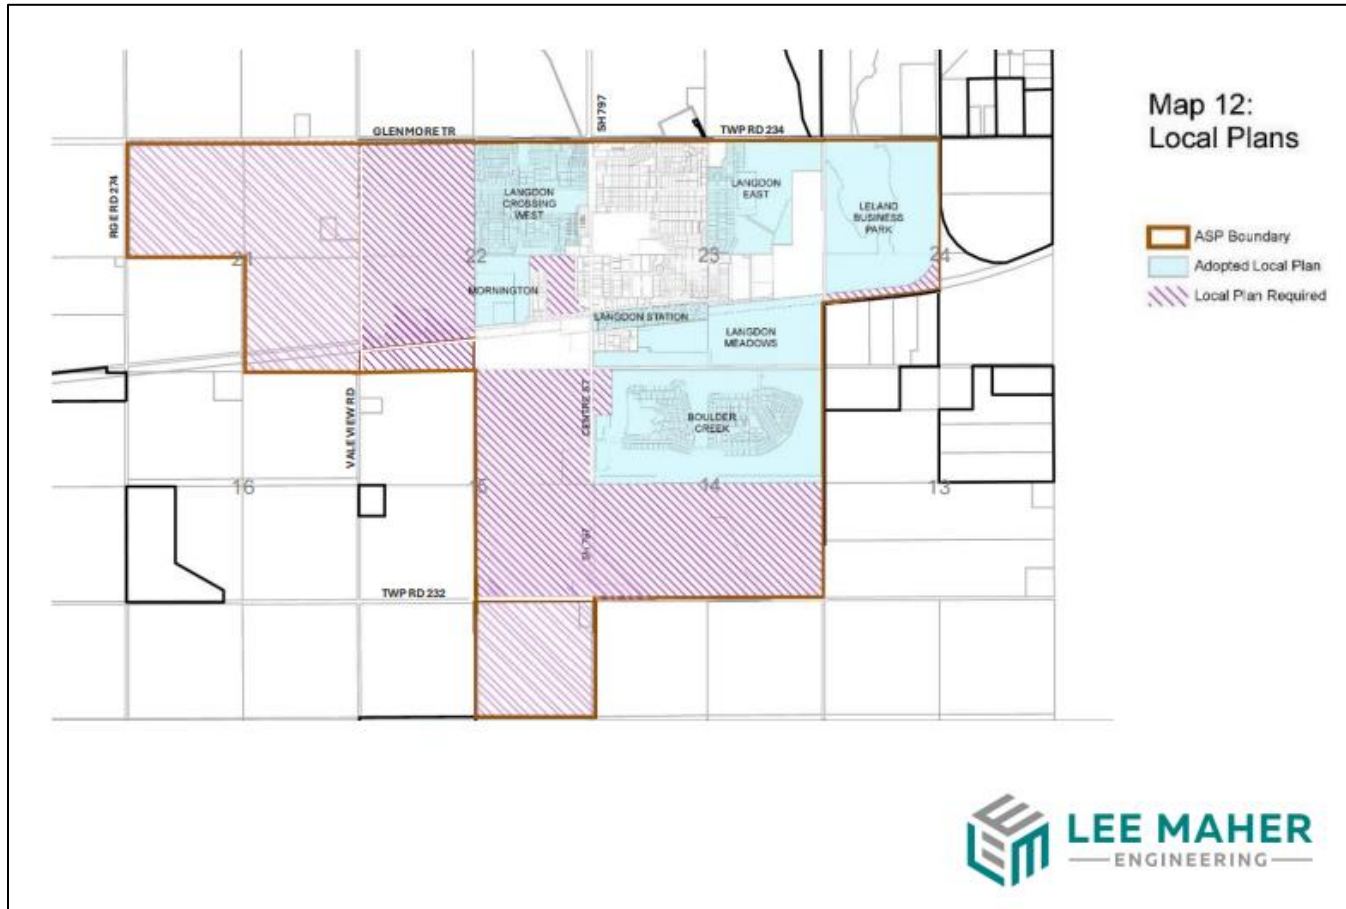 Map 12:
Local Plans
SH 797
GLENMORE TR
TWP RD 234
RGE RD 274
LANGDON
CROSSING
WEST
LANGDON
EAST
LELAND
BUSINESS
PARK
ASP Boundary
Adopted Local Plan
Local Plan Required
21
22
23
24
MORNINGTON
LANGDON STATION
LANGDON
MEADOWS
VALE VIEW RD
CENTRE ST
BOULDER
CREEK
16
15
14
13
SH 797
TWP RD 232
LEE MAHER
ENGINEERING